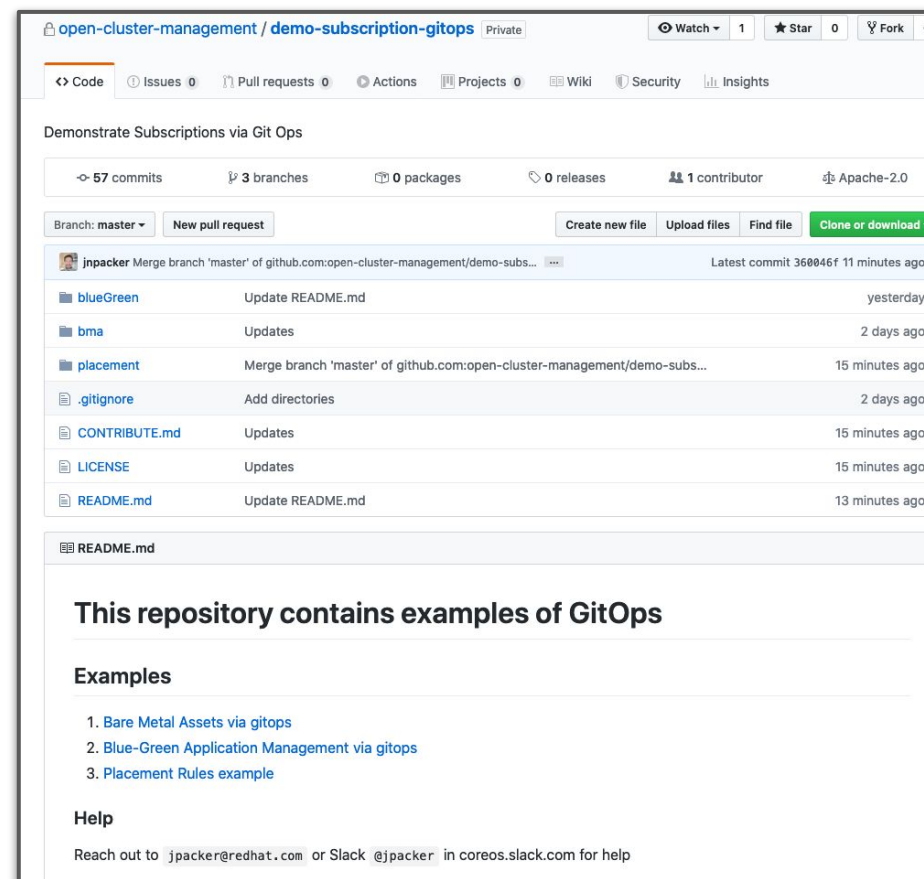 open-cluster-management / demo-subscription-gitops Private Watch 1 Star 0 Fork
Code Issues 0 Pull requests 0 Actions Projects 0 Wiki Security Insights
Demonstrate Subscriptions via Git Ops
57 commits 3 branches 0 packages 0 releases 1 contributor Apache-2.0
Branch: master New pull request Create new file Upload files Find file Clone or download
jnpacker Merge branch 'master' of github.com:open-cluster-management/demo-subs... ... Latest commit 360046f 11 minutes ago
blueGreen Update README.md yesterday
bma Updates 2 days ago
placement Merge branch 'master' of github.com:open-cluster-management/demo-subs... 15 minutes ago
.gitignore Add directories 2 days ago
CONTRIBUTE.md Updates 15 minutes ago
LICENSE Updates 15 minutes ago
README.md Update README.md 13 minutes ago
README.md
This repository contains examples of GitOps
Examples
1. Bare Metal Assets via gitops
2. Blue-Green Application Management via gitops
3. Placement Rules example
Help
Reach out to jpacker@redhat.com or Slack @jpacker in coreos.slack.com for help